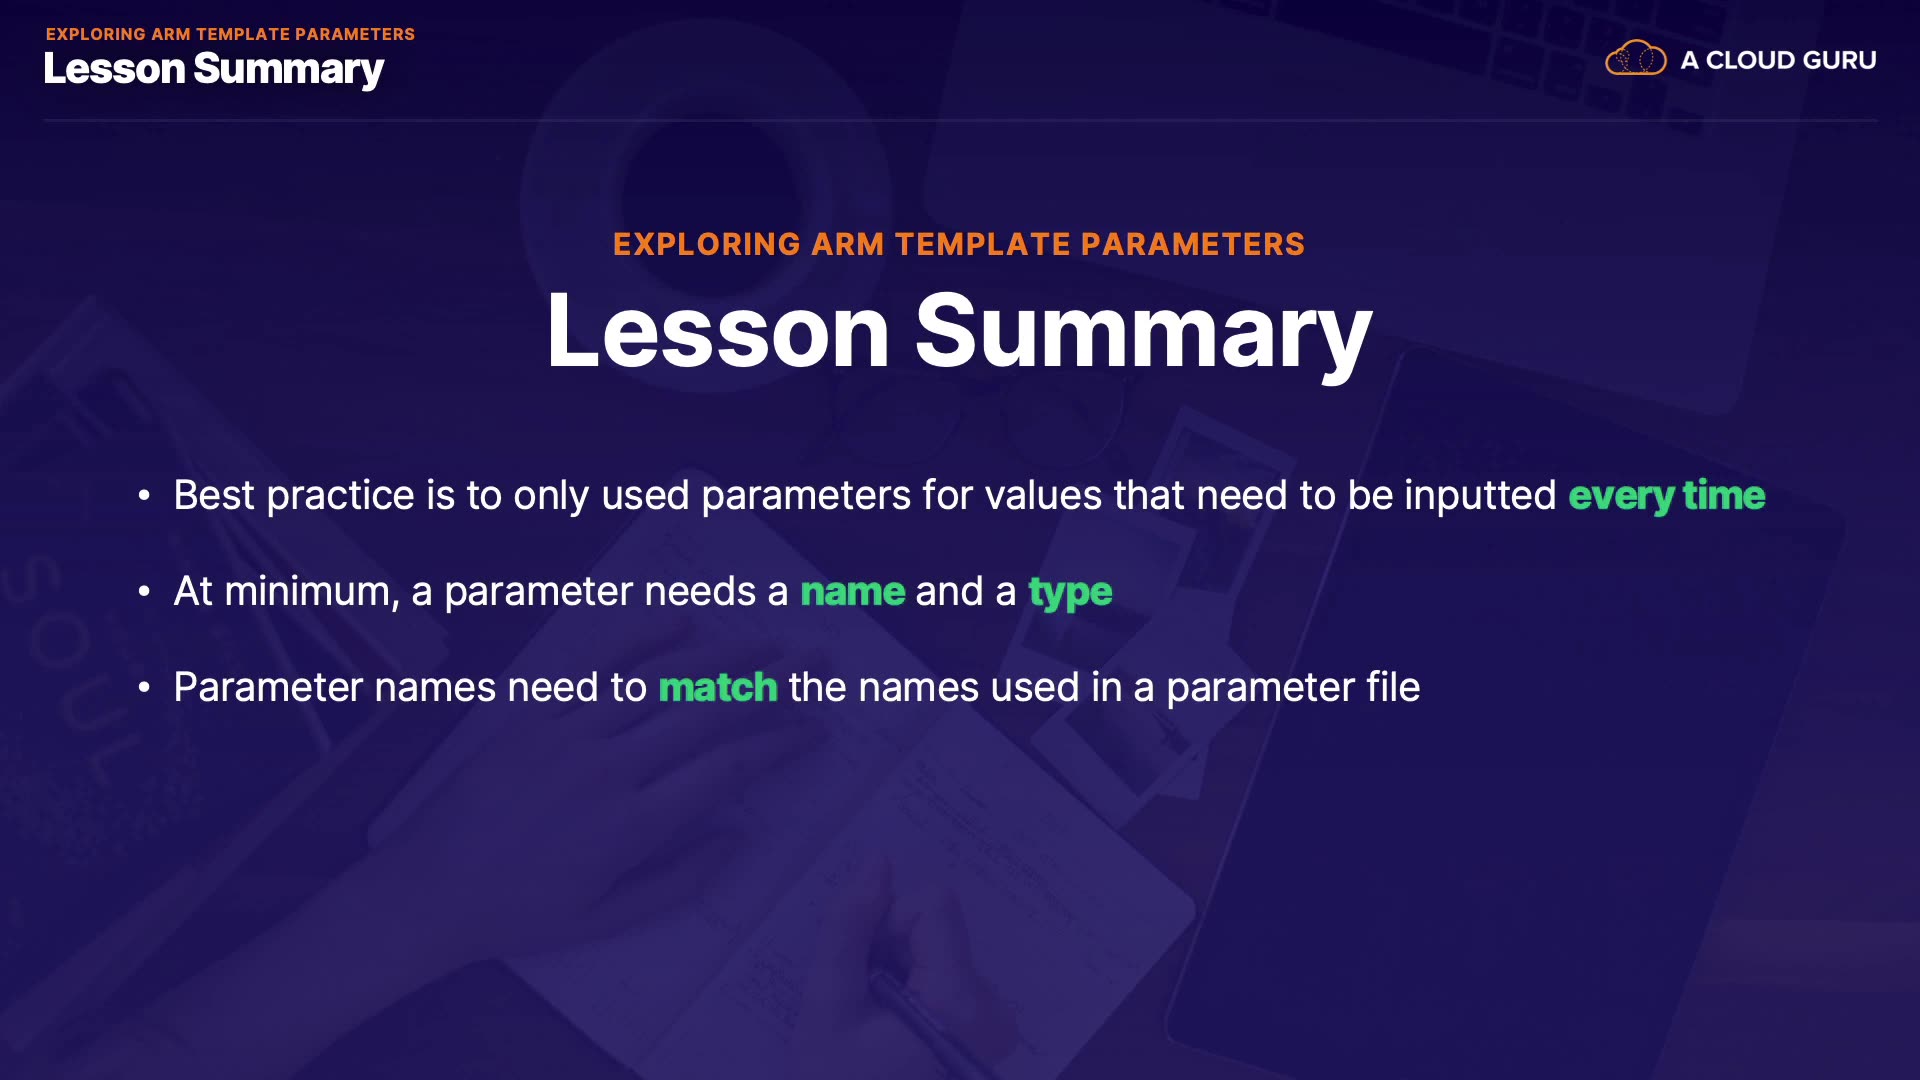 EXPLORING ARM TEMPLATE PARAMETERS
Lesson Summary
A CLOUD GURU
EXPLORING ARM TEMPLATE PARAMETERS
Lesson Summary
• Best practice is to only used parameters for values that need to be inputted every time
• At minimum, a parameter needs a name and a type
• Parameter names need to match the names used in a parameter file
SOUL